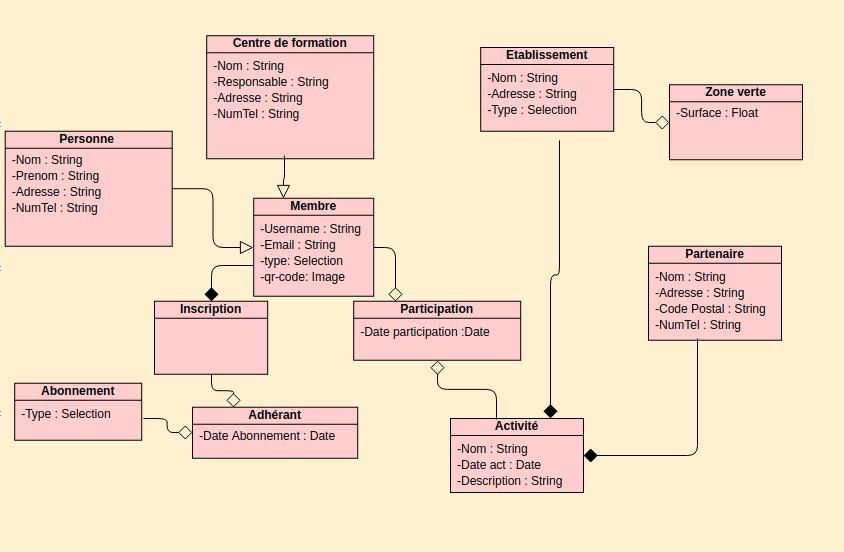 Centre de formation
-Nom : String
-Responsable : String
-Adresse : String
-NumTel : String
Etablissement
-Nom : String
-Adresse : String
-Type : Selection
Zone verte
-Surface : Float
Personne
-Nom : String
-Prenom : String
-Adresse : String
-NumTel : String
Membre
-Username : String
-Email : String
-type: Selection
-qr-code: Image
Partenaire
-Nom : String
-Adresse : String
-Code Postal : String
-NumTel : String
Inscription
Participation
-Date participation :Date
Abonnement
-Type : Selection
Adhérant
-Date Abonnement : Date
Activité
-Nom : String
-Date act : Date
-Description : String